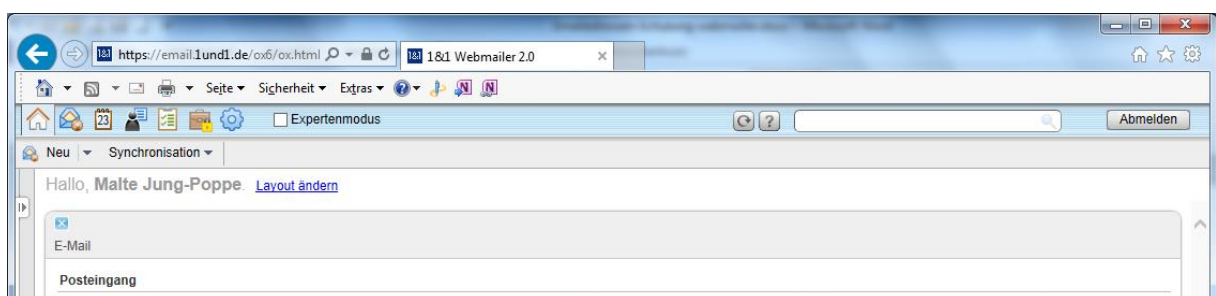 https://email.1und1.de/ox6/ox.html
1&1 Webmailer 2.0
Seite Sicherheit Extras
23 Expertenmodus ? Abmelden
Neu Synchronisation
Hallo, Malte Jung-Poppe. Layout ändern
E-Mail
Posteingang